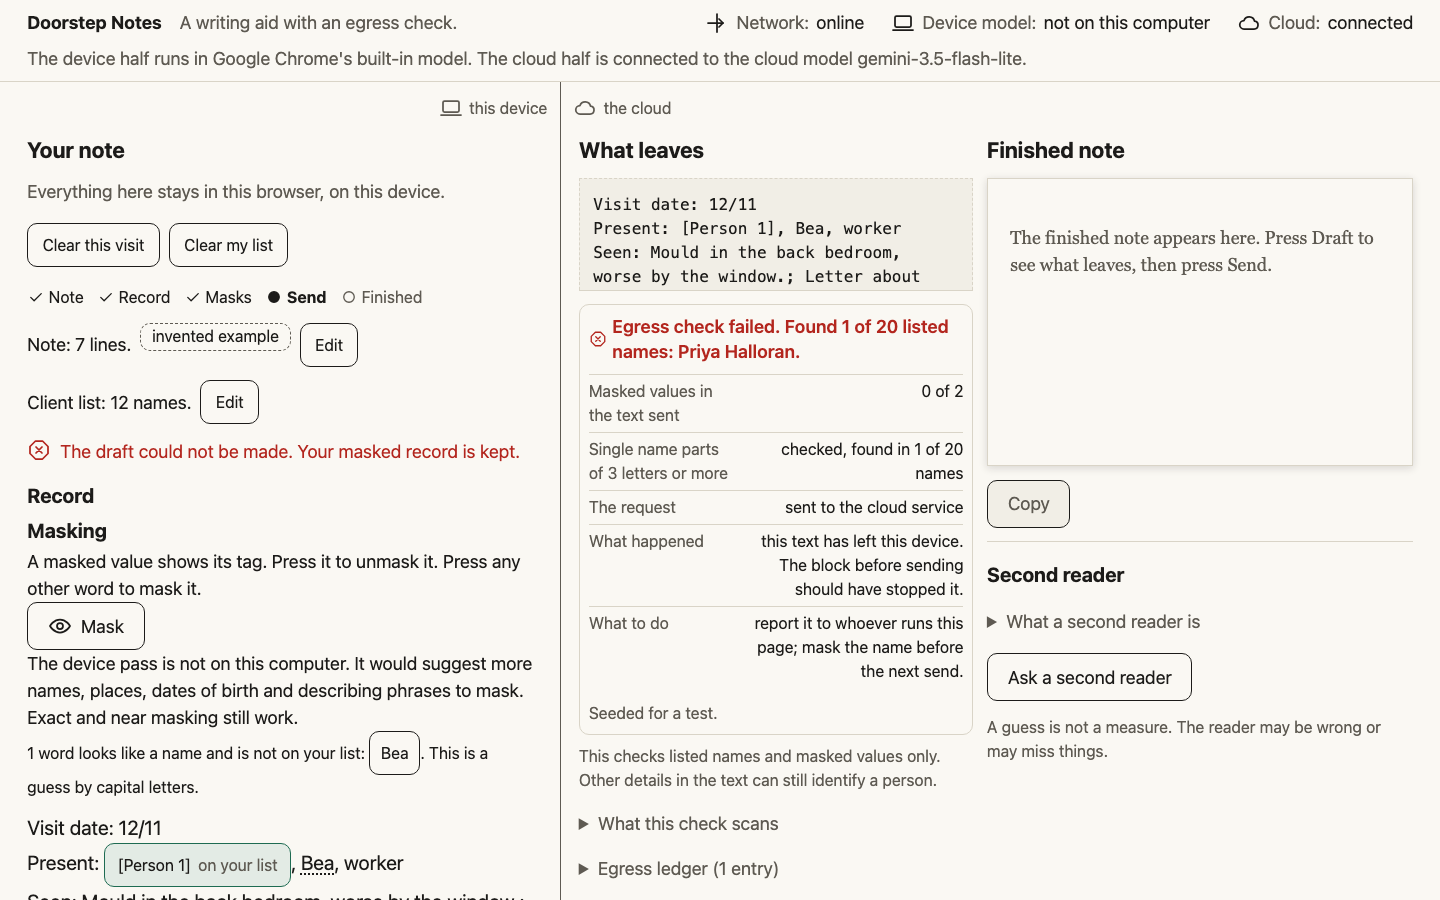 Doorstep Notes A writing aid with an egress check.
Network: online Device model: not on this computer Cloud: connected
The device half runs in Google Chrome's built-in model. The cloud half is connected to the cloud model gemini-3.5-flash-lite.
this device
Your note
Everything here stays in this browser, on this device.
Clear this visit Clear my list
Note Record Masks Send Finished
Note: 7 lines. invented example Edit
Client list: 12 names. Edit
The draft could not be made. Your masked record is kept.
Record
Masking
A masked value shows its tag. Press it to unmask it. Press any
other word to mask it.
Mask
The device pass is not on this computer. It would suggest more
names, places, dates of birth and describing phrases to mask.
Exact and near masking still work.
1 word looks like a name and is not on your list: Bea. This is a
guess by capital letters.
Visit date: 12/11
Present: [Person 1] on your list, Bea, worker
Seen: Mould in the back bedroom, worse by the window.;
the cloud
What leaves
Visit date: 12/11
Present: [Person 1], Bea, worker
Seen: Mould in the back bedroom,
worse by the window.; Letter about
Egress check failed. Found 1 of 20 listed
names: Priya Halloran.
Masked values in
the text sent
0 of 2
Single name parts
of 3 letters or more
checked, found in 1 of 20
names
The request
sent to the cloud service
What happened
this text has left this device.
The block before sending
should have stopped it.
What to do
report it to whoever runs this
page; mask the name before
the next send.
Seeded for a test.
This checks listed names and masked values only.
Other details in the text can still identify a person.
What this check scans
Egress ledger (1 entry)
Finished note
The finished note appears here. Press Draft to
see what leaves, then press Send.
Copy
Second reader
What a second reader is
Ask a second reader
A guess is not a measure. The reader may be wrong or
may miss things.